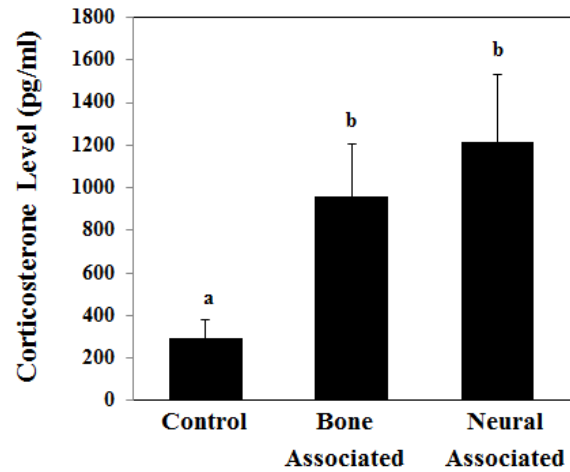 Corticosterone Level (pg/ml)
1800
1600
1400
1200
1000
800
600
400
200
0
a
b
b
Control
Bone
Associated
Neural
Associated